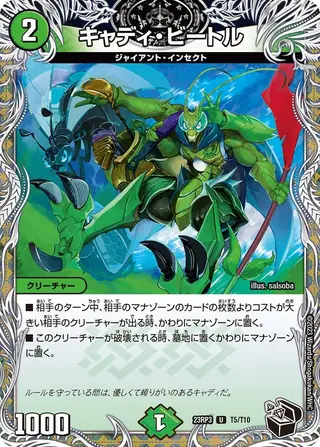 2
キャディ・ビートル
ジャイアント・インセクト
クリーチャー
illus. salsoba
■相手のターン中、相手のマナゾーンのカードの枚数よりコストが大
きい相手のクリーチャーが出る時、かわりにマナゾーンに置く。
■このクリーチャーが破壊される時、墓地に置くかわりにマナゾーン
に置く。
ルールを守っている間は、優しくて頼りがいのあるキャディだ。
1000
1
23RP3 U T5/T10